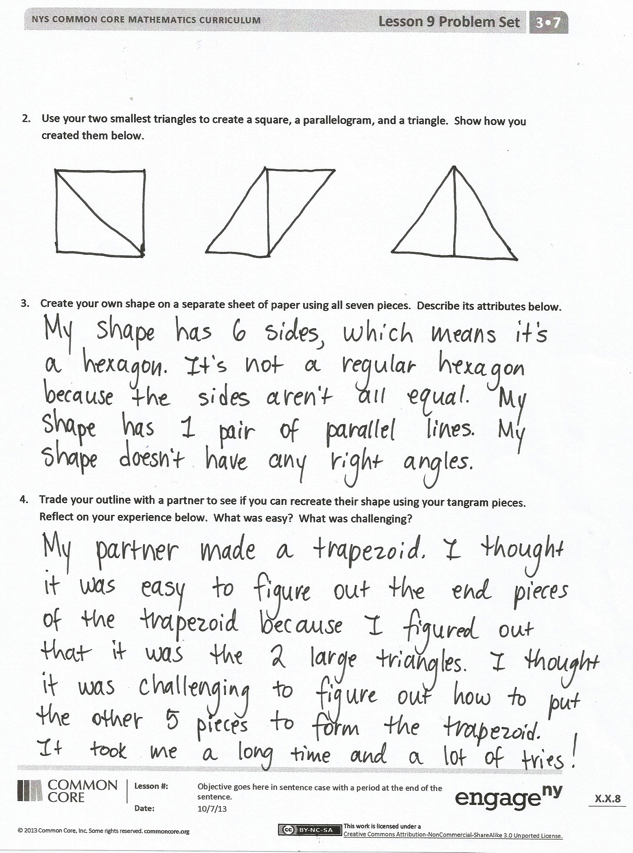 NYS COMMON CORE MATHEMATICS CURRICULUM
Lesson 9 Problem Set 3•7
2. Use your two smallest triangles to create a square, a parallelogram, and a triangle. Show how you
created them below.
3. Create your own shape on a separate sheet of paper using all seven pieces. Describe its attributes below.
My shape has 6 sides, which means it's
a hexagon. It's not a regular hexagon
because the sides aren't all equal. My
shape has 1 pair of parallel lines. My
shape doesn't have any right angles.
4. Trade your outline with a partner to see if you can recreate their shape using your tangram pieces.
Reflect on your experience below. What was easy? What was challenging?
My partner made a trapezoid. I thought
it was easy to figure out the end pieces
of the trapezoid because I figured out
that it was the 2 large triangles. I thought
it was challenging to figure out how to put
the other 5 pieces to form the trapezoid.
It took me a long time and a lot of tries!
COMMON
CORE
Lesson #:
Objective goes here in sentence case with a period at the end of the
sentence.
Date:
10/7/13
engage ny
X.X.8
© 2013 Common Core, Inc. Some rights reserved. commoncore.org
cc BY-NC-SA
This work is licensed under a
Creative Commons Attribution-NonCommercial-ShareAlike 3.0 Unported License.